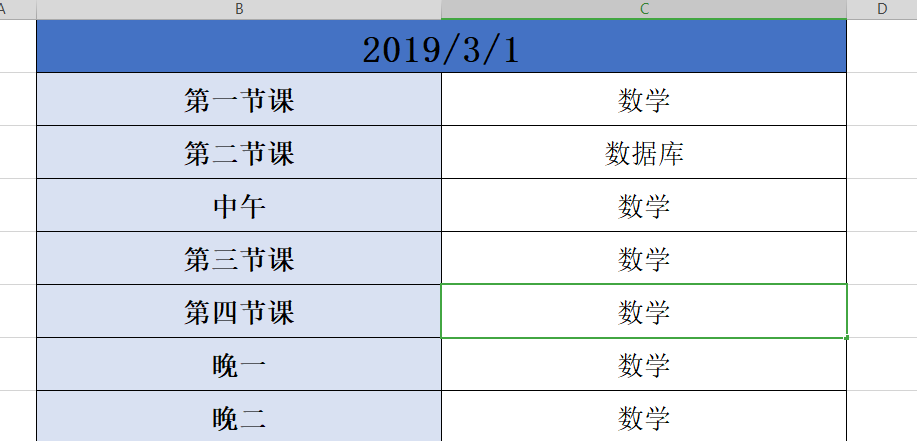 A B C D
2019/3/1
第一节课 数学
第二节课 数据库
中午 数学
第三节课 数学
第四节课 数学
晚一 数学
晚二 数学